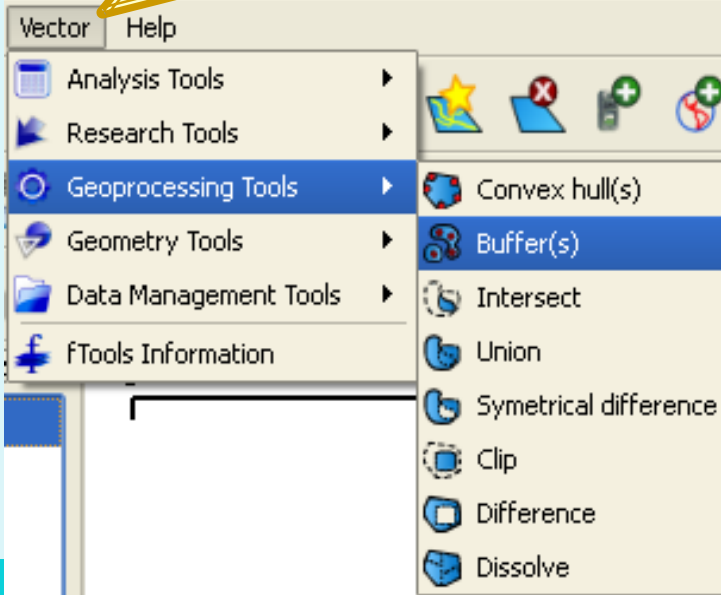 Vector Help
Analysis Tools
Research Tools
Geoprocessing Tools
Geometry Tools
Data Management Tools
fTools Information
Convex hull(s)
Buffer(s)
Intersect
Union
Symetrical difference
Clip
Difference
Dissolve